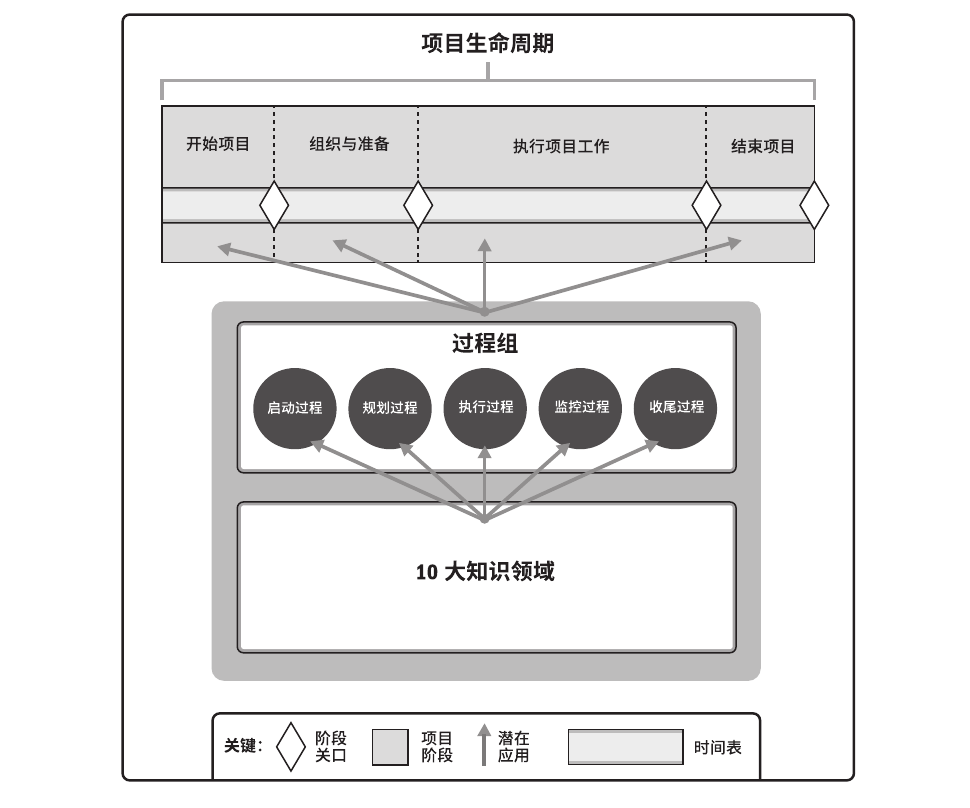 项目生命周期
开始项目
组织与准备
执行项目工作
结束项目
过程组
启动过程
规划过程
执行过程
监控过程
收尾过程
10 大知识领域
关键：
阶段
关口
项目
阶段
潜在
应用
时间表